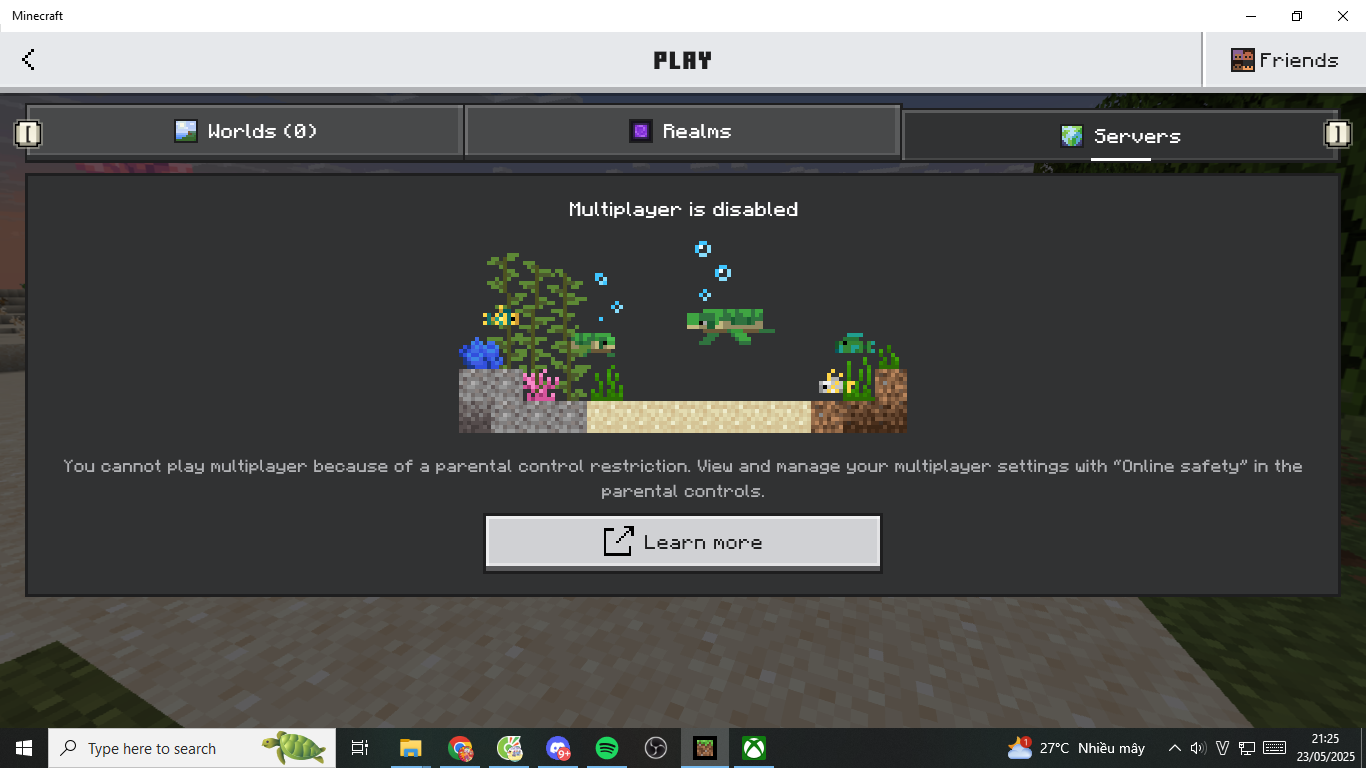 Minecraft
PLAY
Friends
[
Worlds (0)
Realms
Servers
]
Multiplayer is disabled
You cannot play multiplayer because of a parental control restriction. View and manage your multiplayer settings with "Online safety" in the
parental controls.
Learn more
Type here to search
9+
1
27°C Nhiều mây
V
21:25
23/05/2025